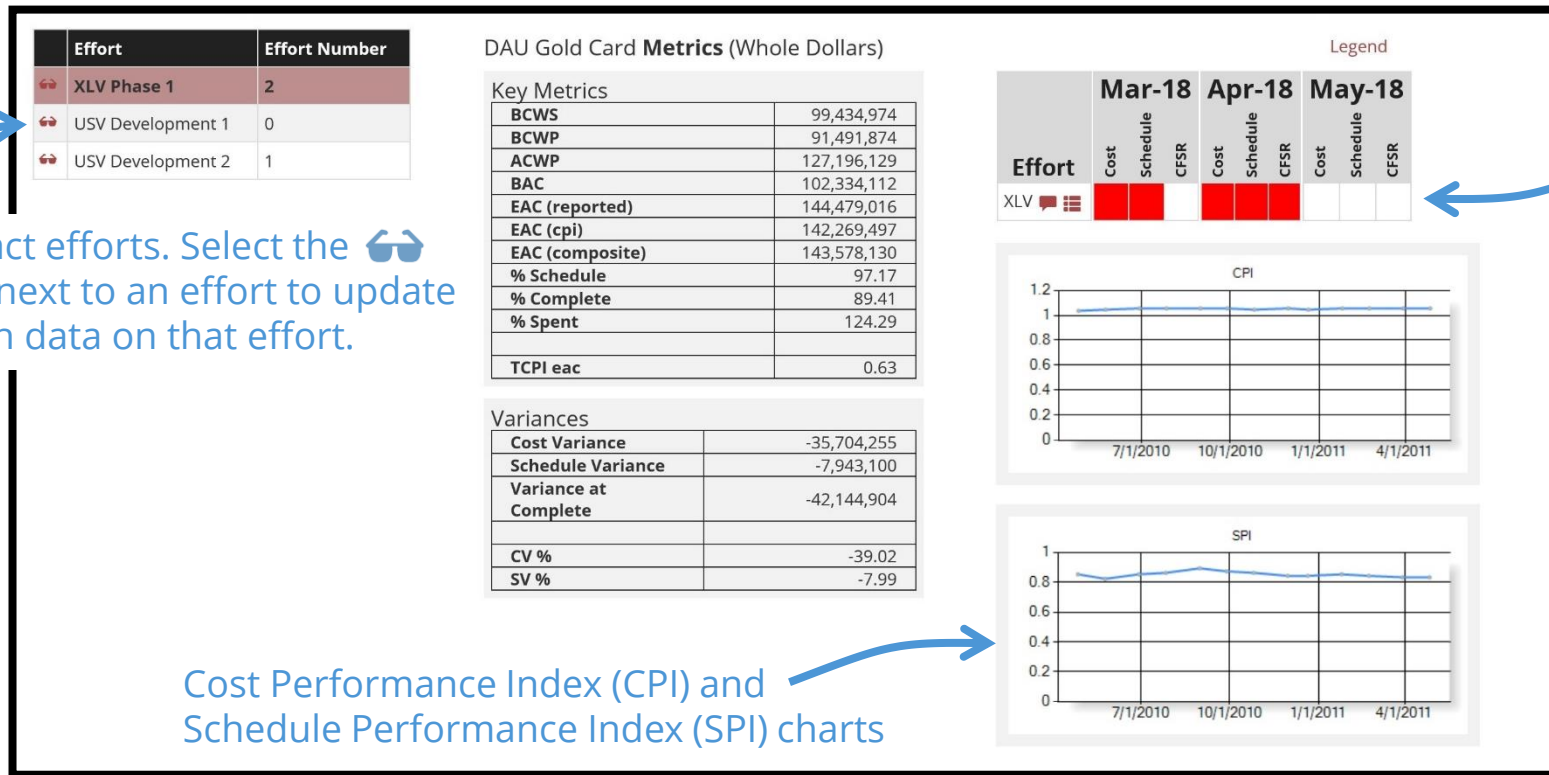 Effort Effort Number
XLV Phase 1 2
USV Development 1 0
USV Development 2 1
act efforts. Select the
next to an effort to update
n data on that effort.
DAU Gold Card Metrics (Whole Dollars)
Key Metrics
BCWS 99,434,974
BCWP 91,491,874
ACWP 127,196,129
BAC 102,334,112
EAC (reported) 144,479,016
EAC (cpi) 142,269,497
EAC (composite) 143,578,130
% Schedule 97.17
% Complete 89.41
% Spent 124.29
TCPI eac 0.63
Variances
Cost Variance -35,704,255
Schedule Variance -7,943,100
Variance at
Complete -42,144,904
CV % -39.02
SV % -7.99
Cost Performance Index (CPI) and
Schedule Performance Index (SPI) charts
Legend
Mar-18 Apr-18 May-18
Effort Cost Schedule CFSR Cost Schedule CFSR Cost Schedule CFSR
XLV
CPI
1.2
1
0.8
0.6
0.4
0.2
0
7/1/2010 10/1/2010 1/1/2011 4/1/2011
SPI
1
0.8
0.6
0.4
0.2
0
7/1/2010 10/1/2010 1/1/2011 4/1/2011